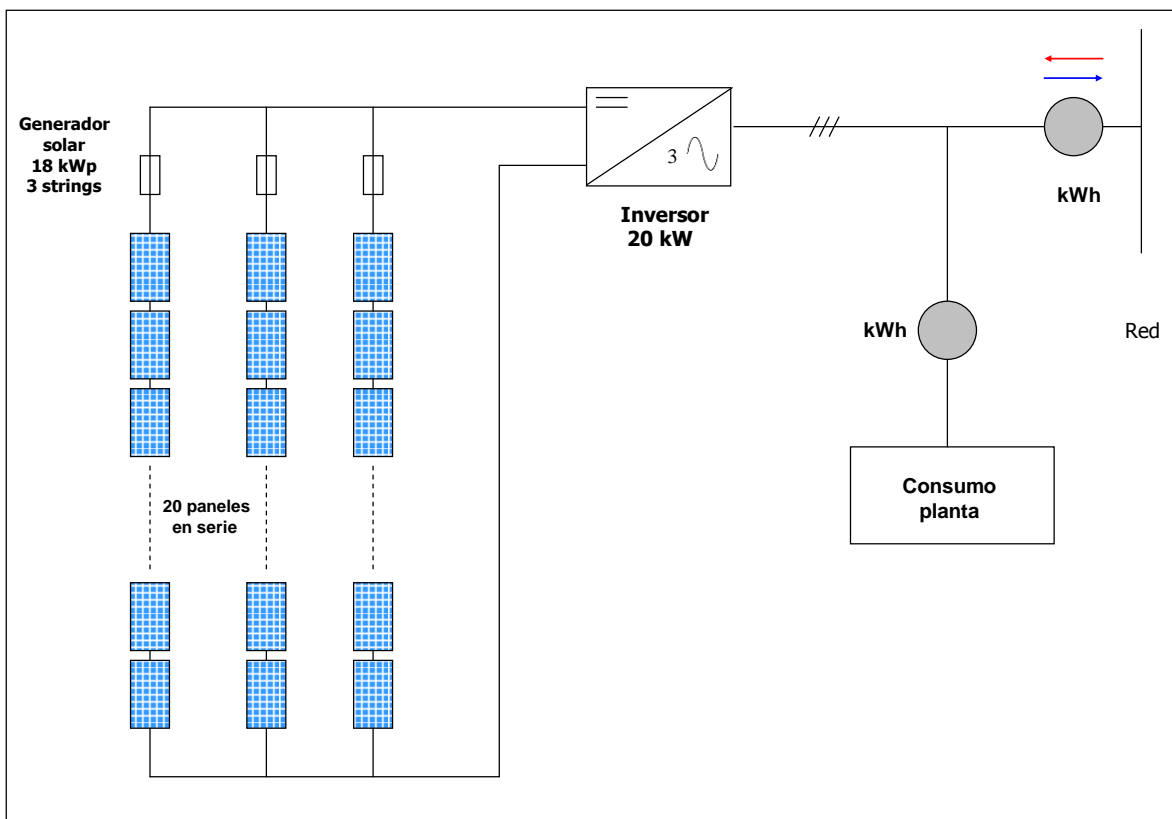 Generador
solar
18 kWp
3 strings
3
Inversor
20 kW
kWh
kWh
Red
Consumo
planta
20 paneles
en serie